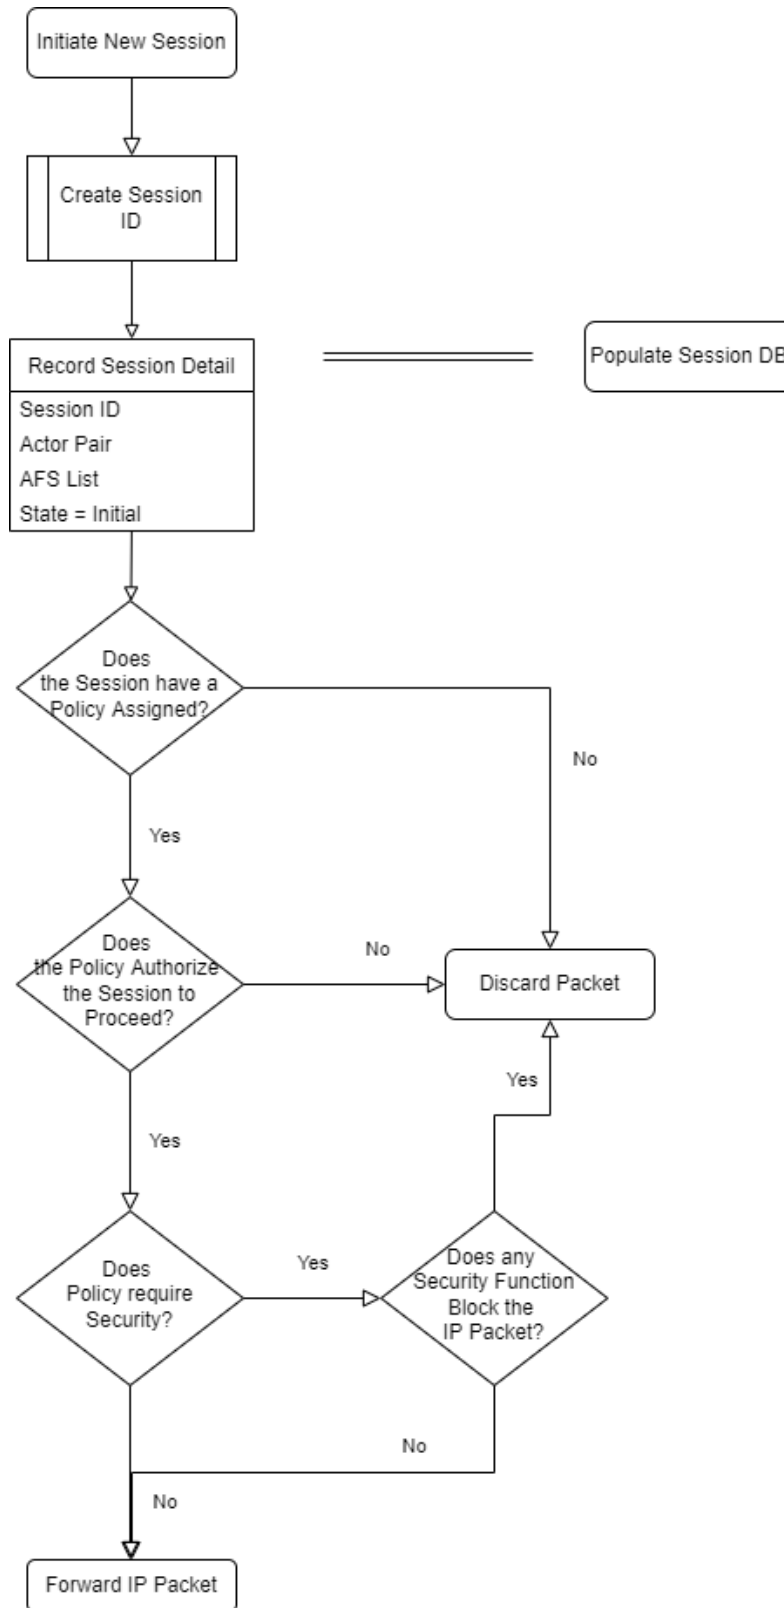 Initiate New Session
Create Session
ID
Record Session Detail
Populate Session DB
Session ID
Actor Pair
AFS List
State = Initial
Does
the Session have a
Policy Assigned?
No
Yes
Does
the Policy Authorize
the Session to
Proceed?
No
Discard Packet
Yes
Yes
Does
Policy require
Security?
Yes
Does any
Security Function
Block the
IP Packet?
No
No
Forward IP Packet